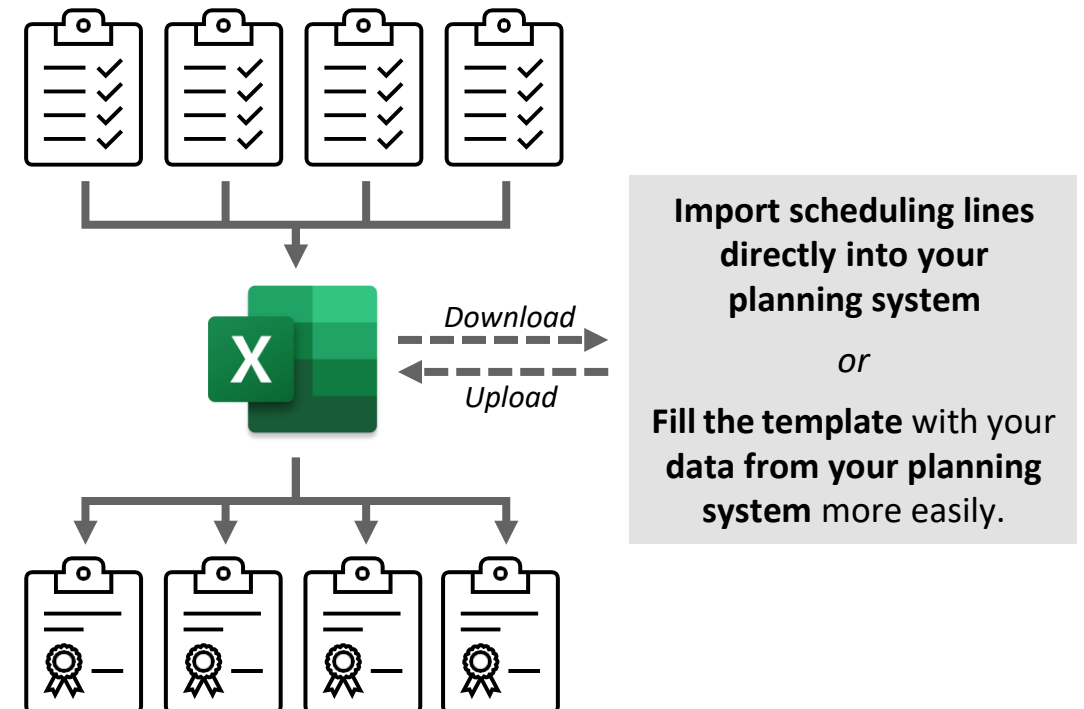 Import scheduling lines
directly into your
planning system
Download
or
X
Upload
Fill the template with your
data from your planning
system more easily.